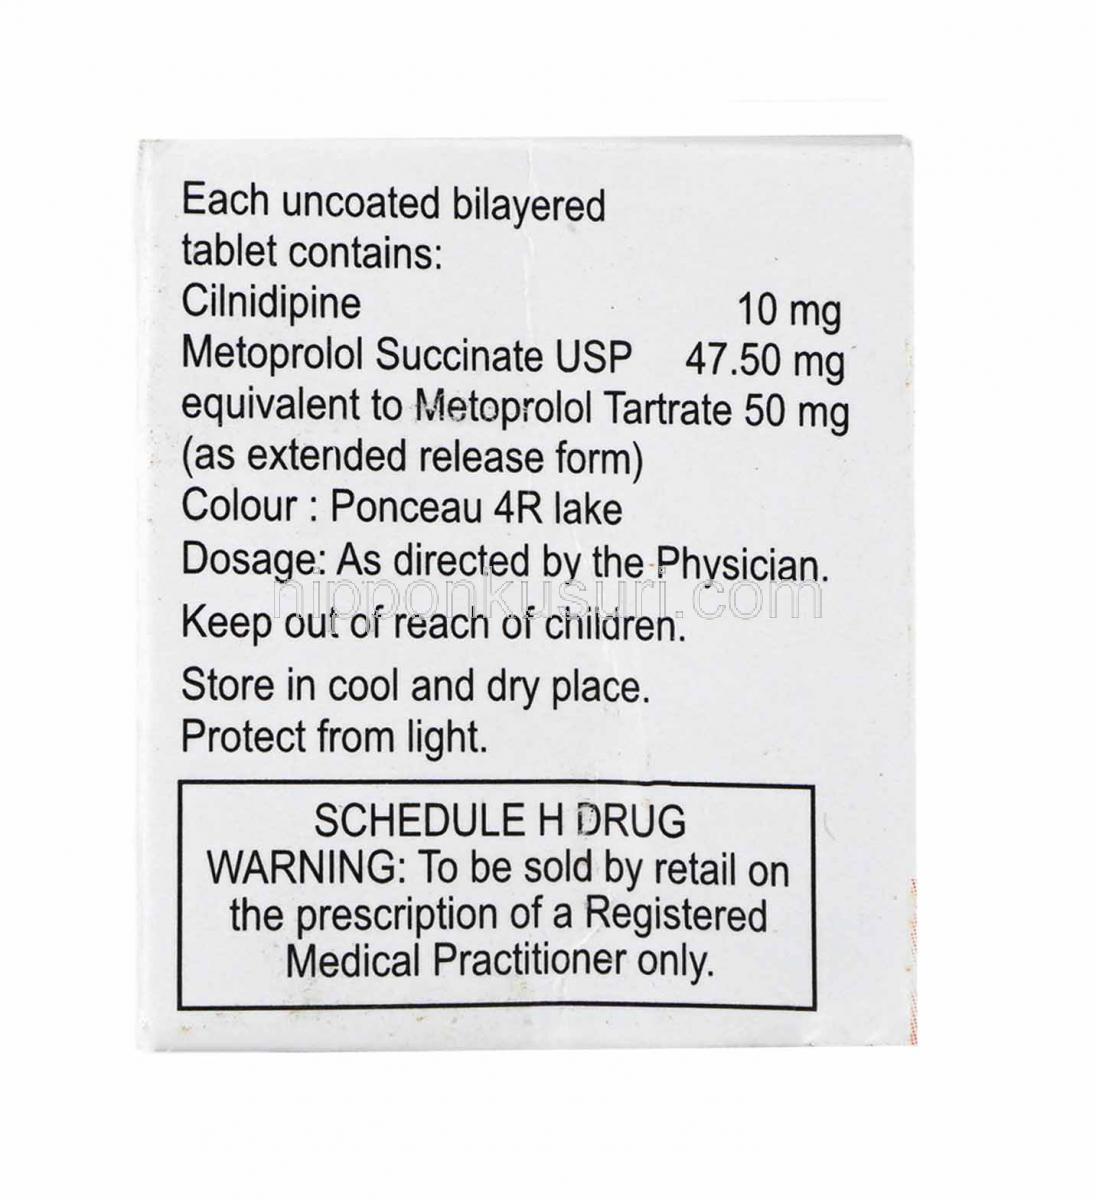 Each uncoated bilayered
tablet contains:
Cilnidipine 10 mg
Metoprolol Succinate USP 47.50 mg
equivalent to Metoprolol Tartrate 50 mg
(as extended release form)
Colour : Ponceau 4R lake
Dosage: As directed by the Physician.
nipponkusuri.com
Keep out of reach of children.
Store in cool and dry place.
Protect from light.
SCHEDULE H DRUG
WARNING: To be sold by retail on
the prescription of a Registered
Medical Practitioner only.